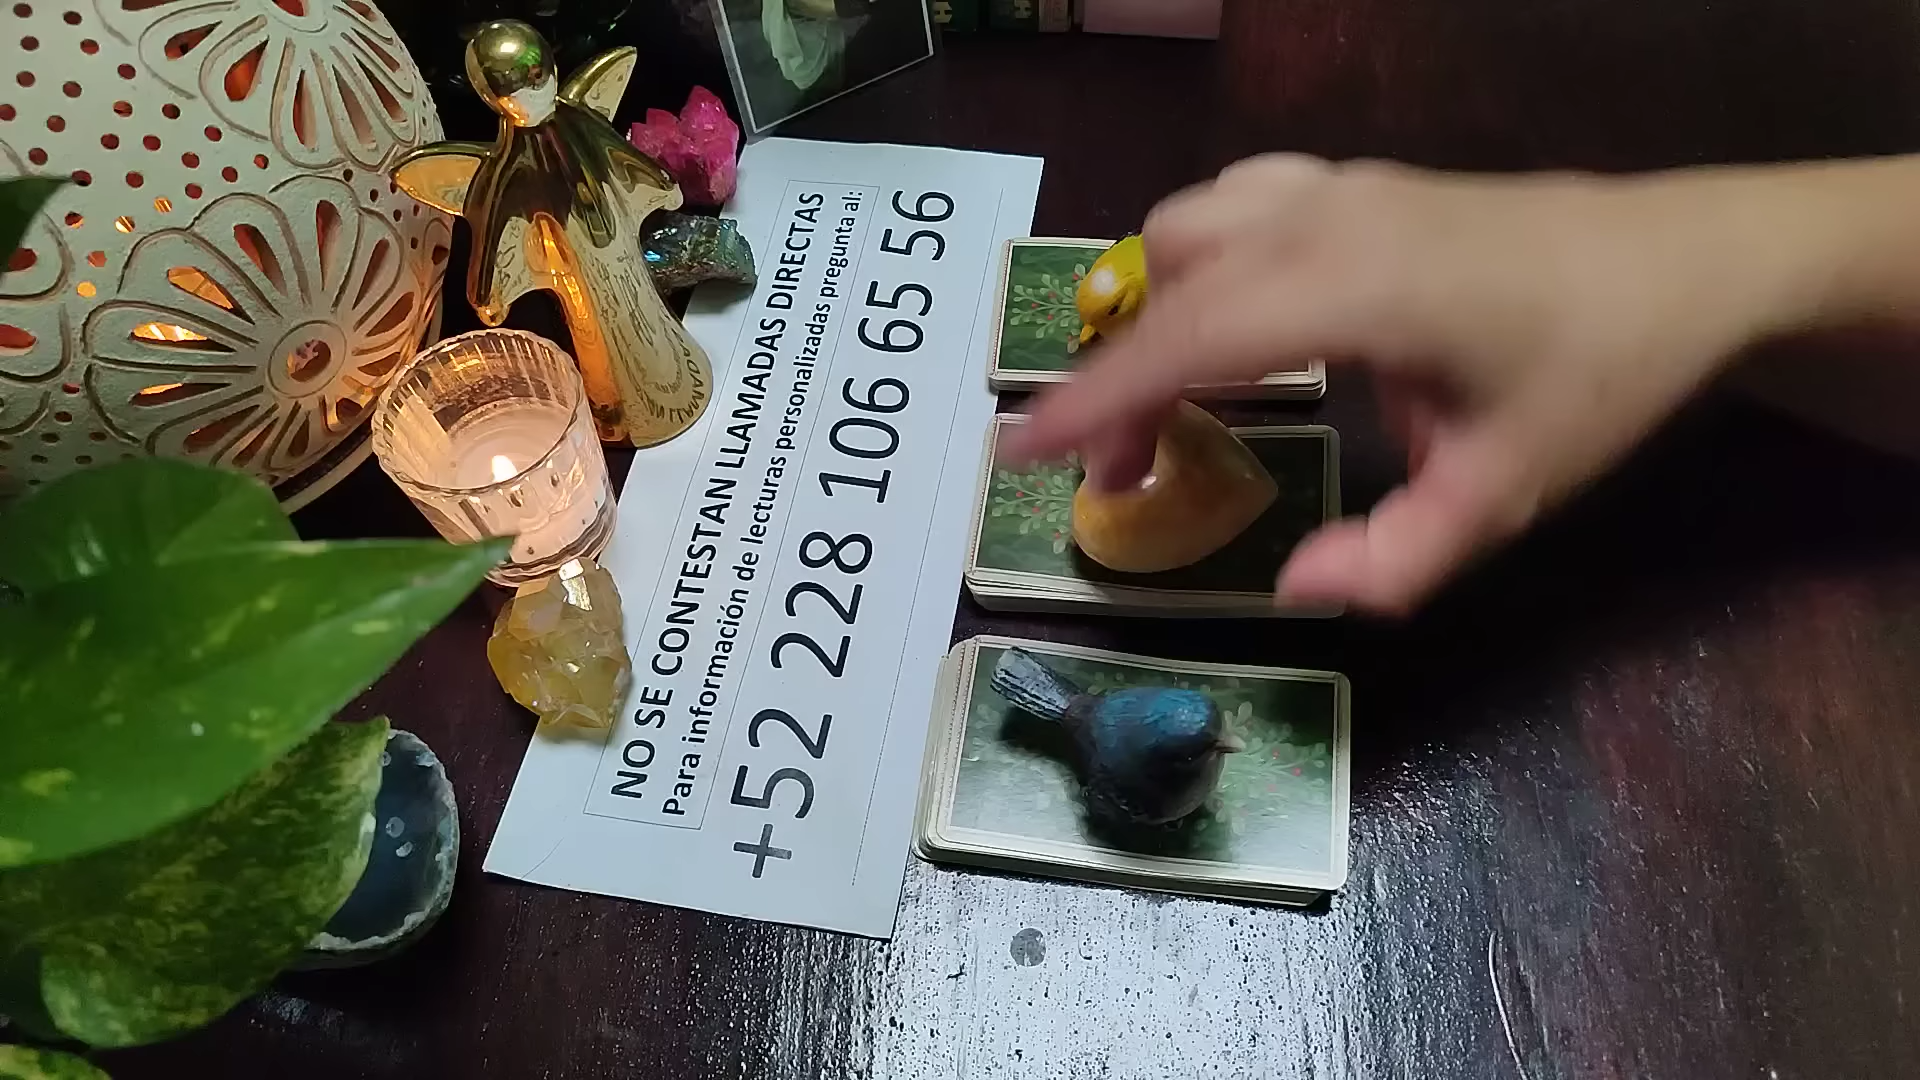 NO SE CONTESTAN LLAMADAS DIRECTAS
Para información de lecturas personalizadas pregunta al:
+52 228 106 65 56